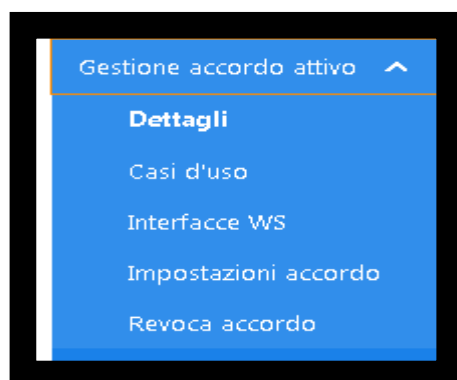 Gestione accordo attivo
Dettagli
Casi d'uso
Interfacce WS
Impostazioni accordo
Revoca accordo